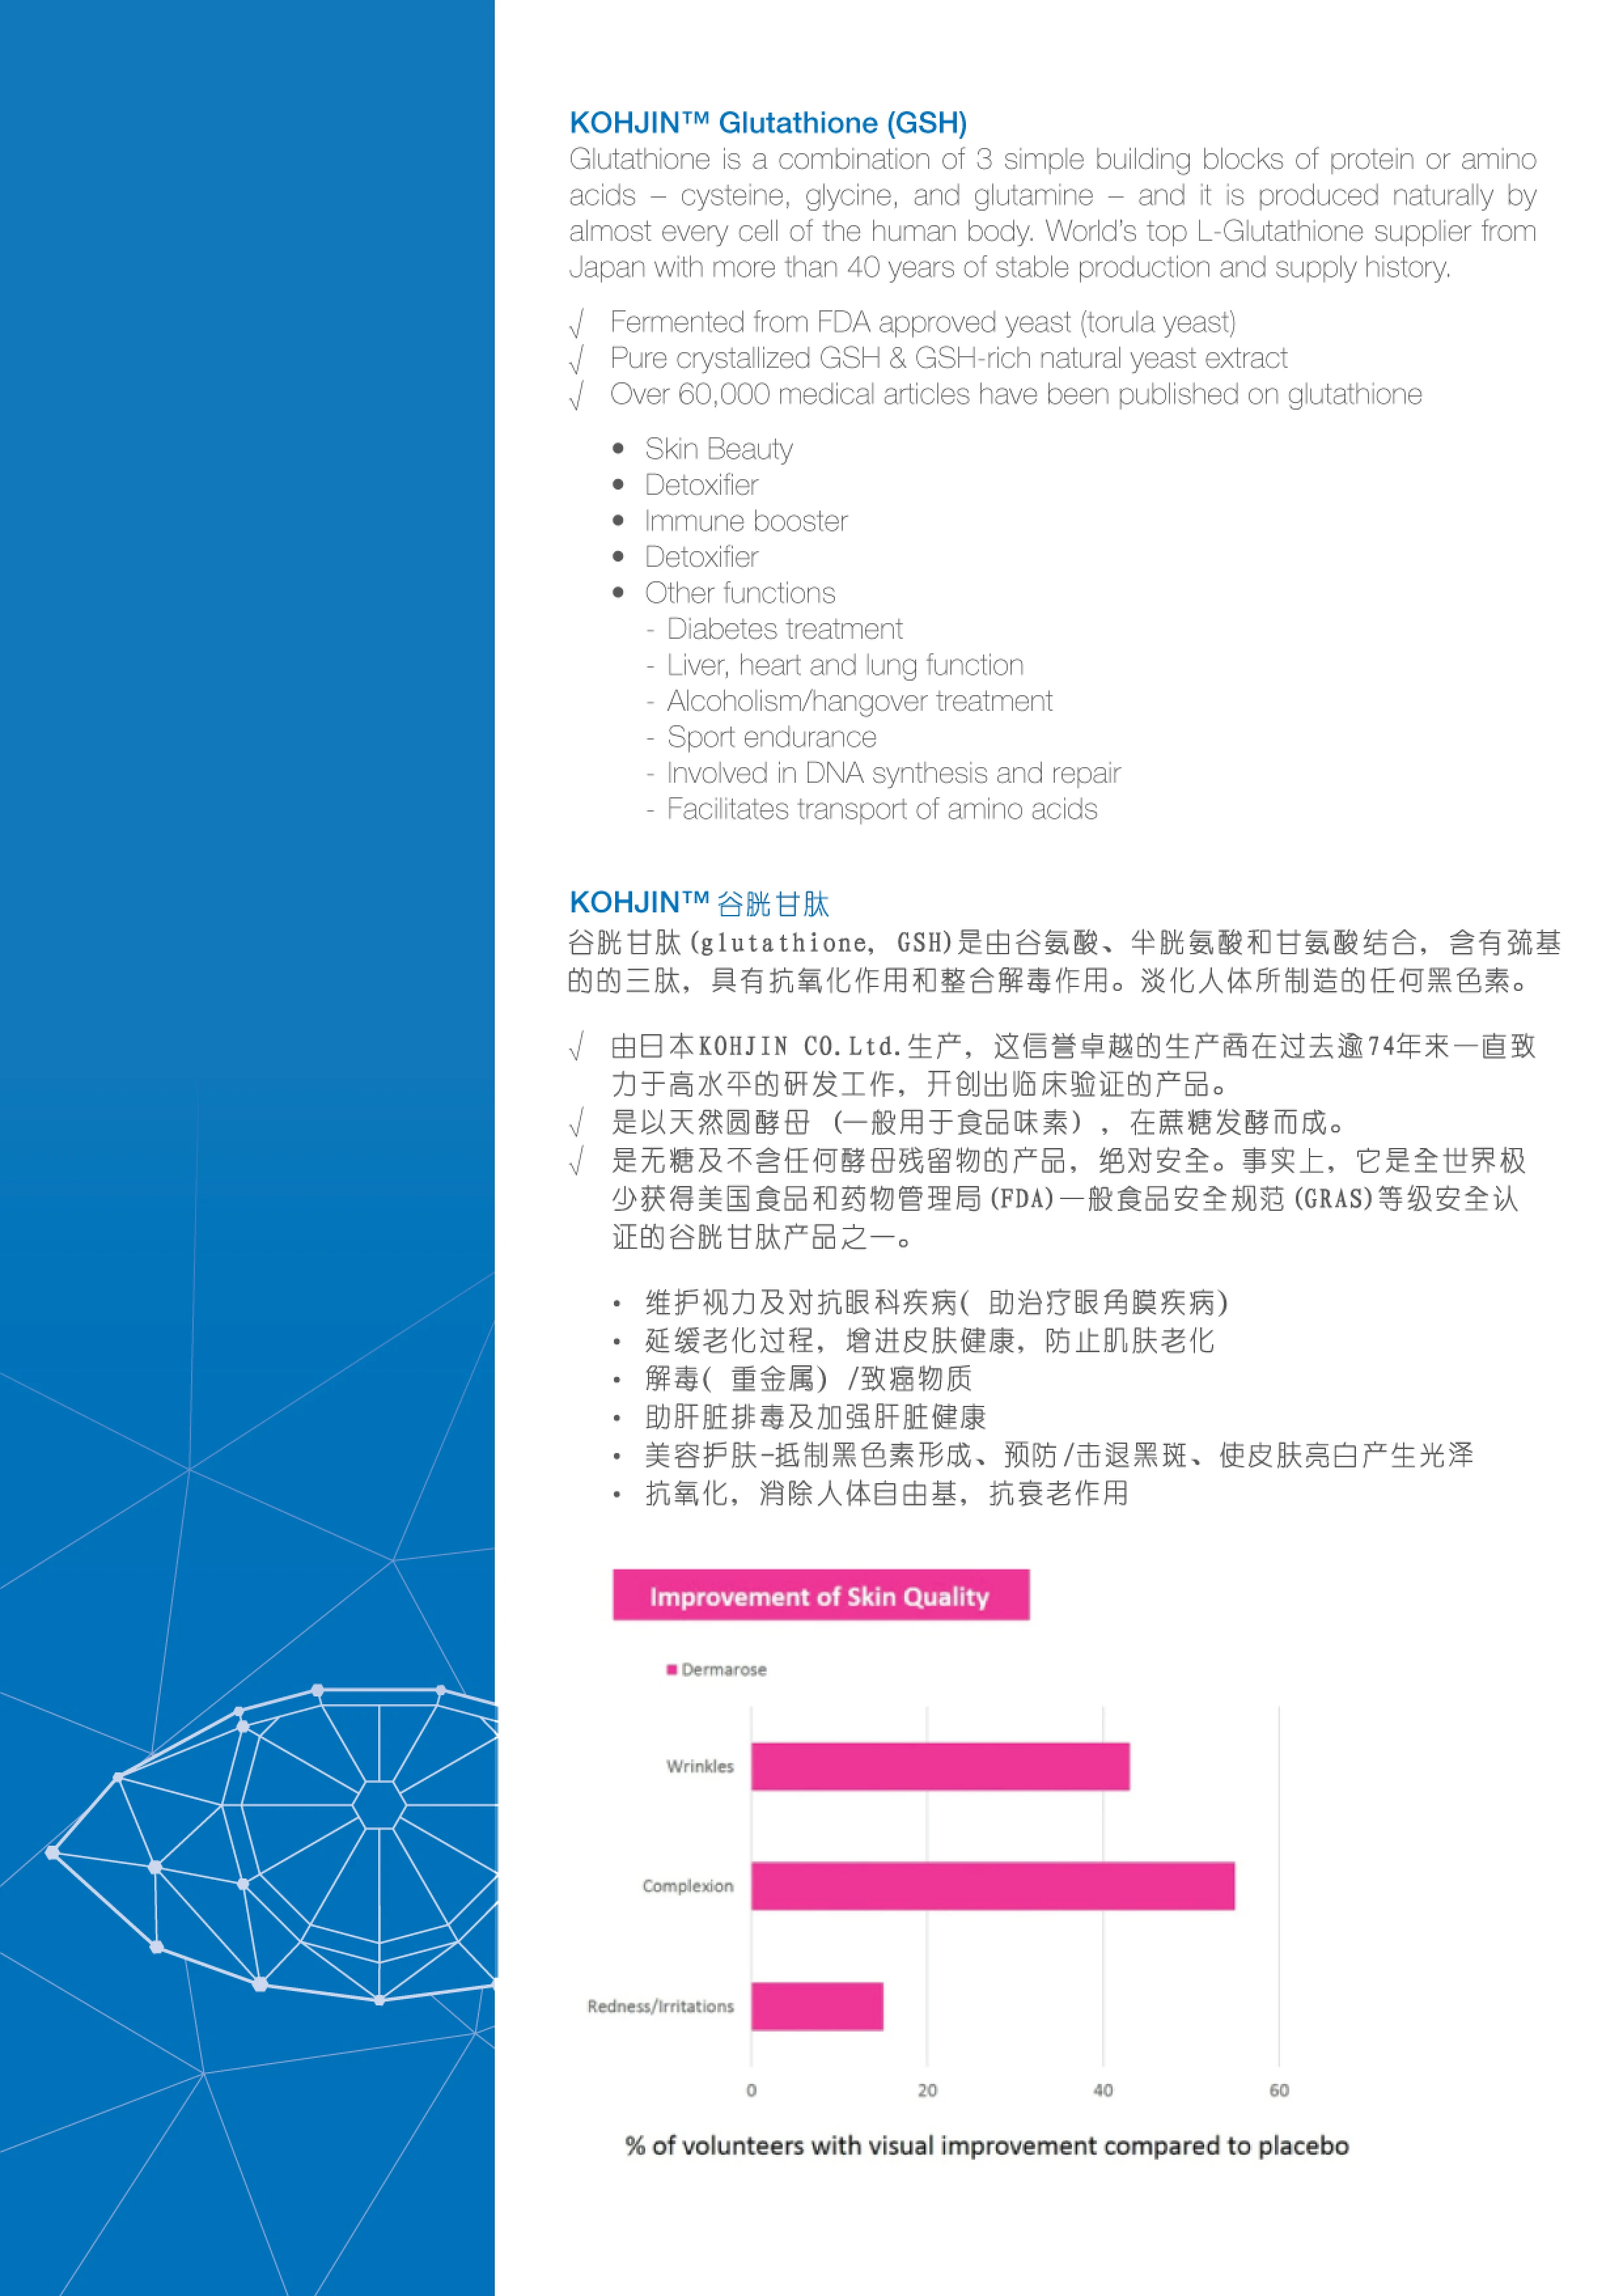 KOHJIN™ Glutathione (GSH)
Glutathione is a combination of 3 simple building blocks of protein or amino
acids – cysteine, glycine, and glutamine – and it is produced naturally by
almost every cell of the human body. World's top L-Glutathione supplier from
Japan with more than 40 years of stable production and supply history.
√ Fermented from FDA approved yeast (torula yeast)
√ Pure crystallized GSH & GSH-rich natural yeast extract
√ Over 60,000 medical articles have been published on glutathione
• Skin Beauty
• Detoxifier
• Immune booster
• Detoxifier
• Other functions
- Diabetes treatment
- Liver, heart and lung function
- Alcoholism/hangover treatment
- Sport endurance
- Involved in DNA synthesis and repair
- Facilitates transport of amino acids
KOHJIN™ 谷胱甘肽
谷胱甘肽(glutathione, GSH)是由谷氨酸、半胱氨酸和甘氨酸结合，含有巯基
的的三肽，具有抗氧化作用和整合解毒作用。淡化人体所制造的任何黑色素。
√ 由日本KOHJIN CO.Ltd.生产，这信誉卓越的生产商在过去逾74年来一直致
力于高水平的研发工作，开创出临床验证的产品。
√ 是以天然圆酵母 (一般用于食品味素)，在蔗糖发酵而成。
√ 是无糖及不含任何酵母残留物的产品，绝对安全。事实上，它是全世界极
少获得美国食品和药物管理局(FDA)一般食品安全规范(GRAS)等级安全认
证的谷胱甘肽产品之一。
• 维护视力及对抗眼科疾病( 助治疗眼角膜疾病)
• 延缓老化过程，增进皮肤健康，防止肌肤老化
• 解毒( 重金属) /致癌物质
• 助肝脏排毒及加强肝脏健康
• 美容护肤-抵制黑色素形成、预防/击退黑斑、使皮肤亮白产生光泽
• 抗氧化，消除人体自由基，抗衰老作用
Improvement of Skin Quality
Dermarose
Wrinkles
Complexion
Redness/Irritations
0 20 40 60
% of volunteers with visual improvement compared to placebo